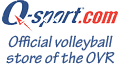 Q-sport.com
Official volleyball
store of the OVR